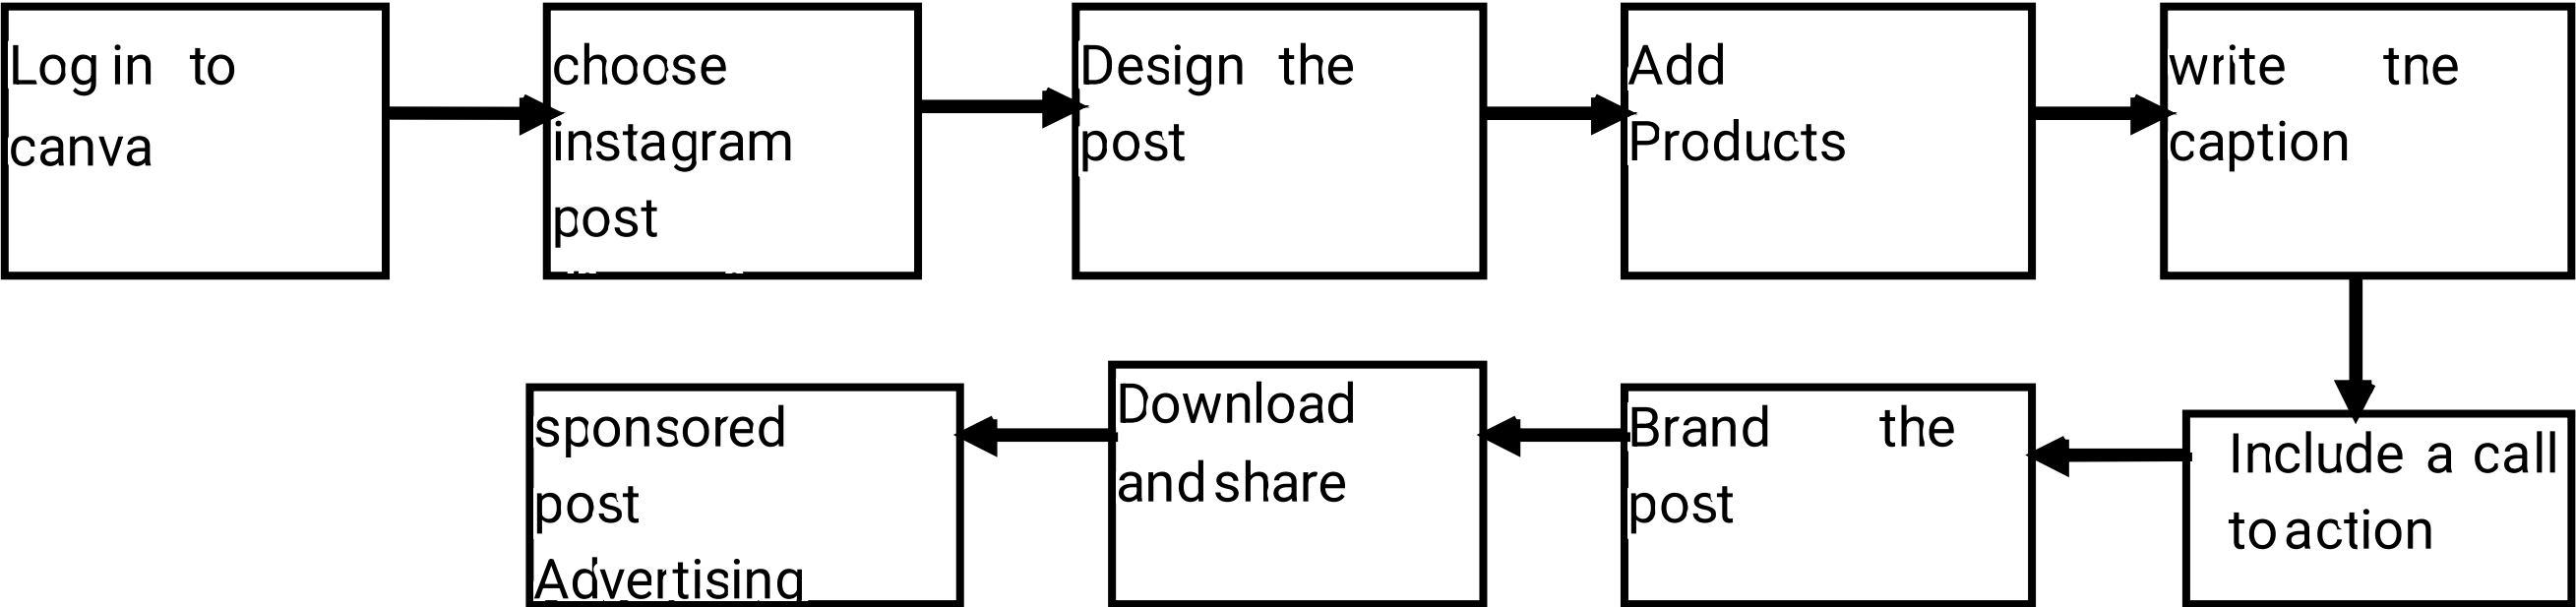 Log in to
canva
choose
instagram
post
Design the
post
Add
Products
write tne
caption
Include a call
to action
Brand the
post
Download
and share
sponsored
post
Advertising